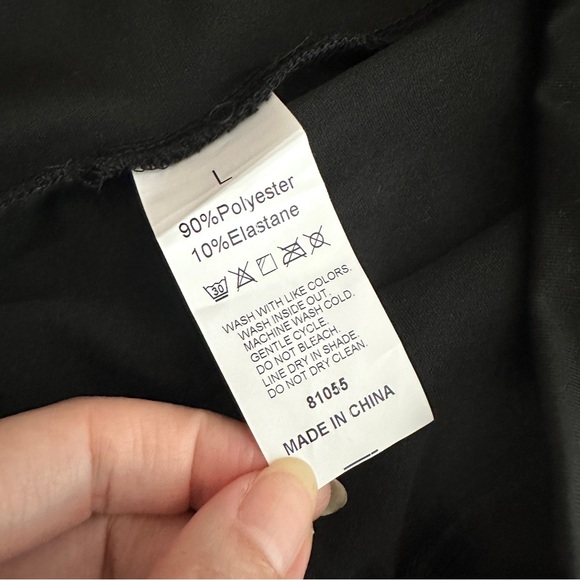 L
90%Polyester
10%Elastane
30
WASH WITH LIKE COLORS.
WASH INSIDE OUT.
MACHINE WASH COLD.
GENTLE CYCLE.
DO NOT BLEACH.
LINE DRY IN SHADE.
DO NOT DRY CLEAN.
81055
MADE IN CHINA